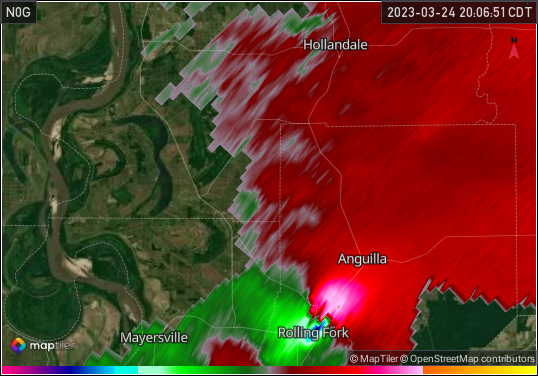 N0G
2023-03-24 20:06:51 CDT
Hollandale
N
Anguilla
Mayersville
Rolling Fork
maptiler
© MapTiler © OpenStreetMap contributors